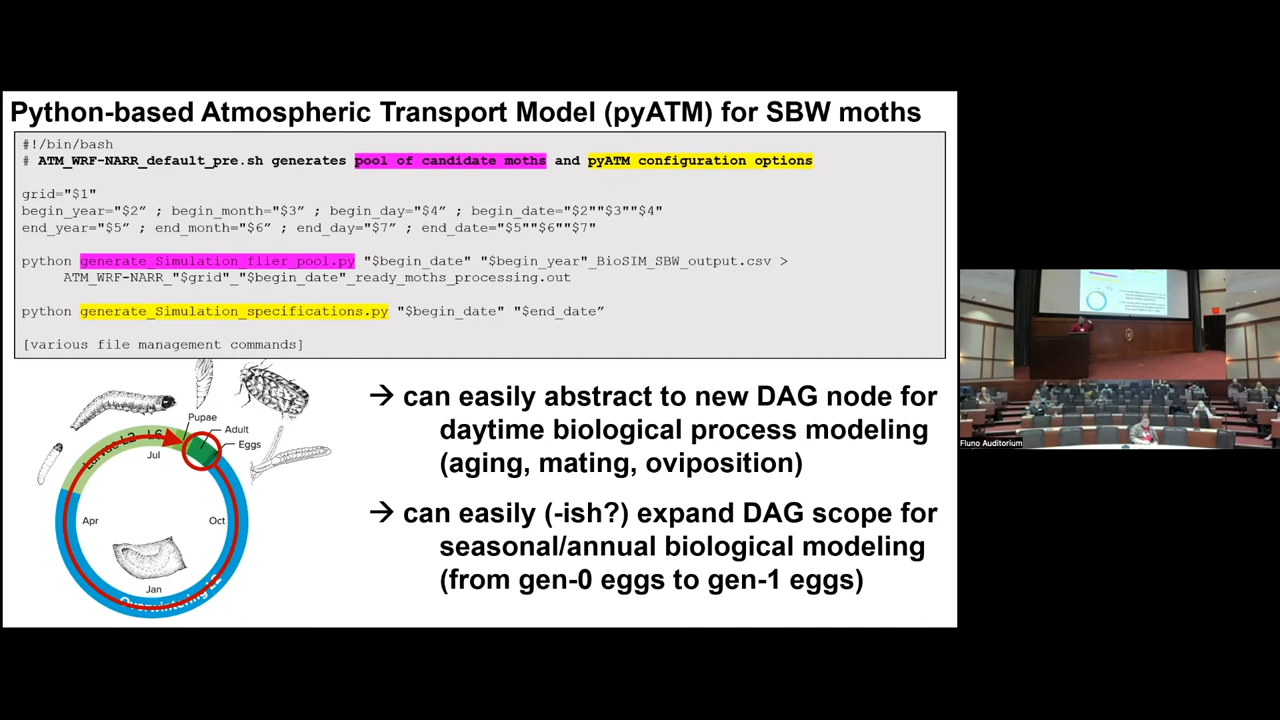 Python-based Atmospheric Transport Model (pyATM) for SBW moths
#!/bin/bash
# ATM_WRF-NARR_default_pre.sh generates pool of candidate moths and pyATM configuration options
grid="$1"
begin_year="$2” ; begin_month="$3” ; begin_day="$4” ; begin_date="$2""$3""$4"
end_year="$5” ; end_month="$6” ; end_day="$7” ; end_date="$5""$6""$7"
python generate_Simulation_flier_pool.py "$begin_date" "$begin_year"_BioSIM_SBW_output.csv >
ATM_WRF-NARR_"$grid"_"$begin_date"_ready_moths_processing.out
python generate_Simulation_specifications.py "$begin_date" "$end_date”
[various file management commands]
Pupae
Adult
Eggs
Larvae L2 - L6
Jul
Apr
Oct
Jan
Overwintering L2
→ can easily abstract to new DAG node for
daytime biological process modeling
(aging, mating, oviposition)
→ can easily (-ish?) expand DAG scope for
seasonal/annual biological modeling
(from gen-0 eggs to gen-1 eggs)
Fluno Auditorium